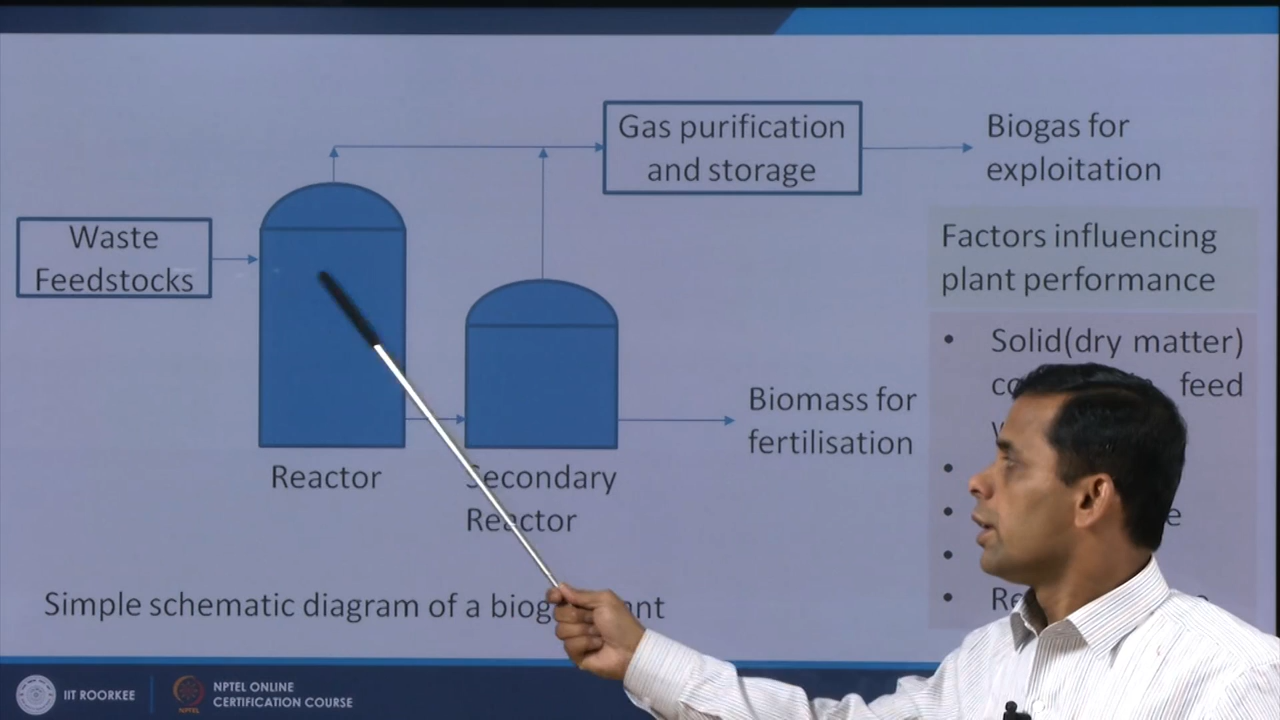 Gas purification
and storage
Biogas for
exploitation
Waste
Feedstocks
Factors influencing
plant performance
Solid(dry matter)
feed
Biomass for
fertilisation
Reactor
Secondary
Reactor
Simple schematic diagram of a
IIT ROORKEE
NPTEL ONLINE
CERTIFICATION COURSE
NPTEL